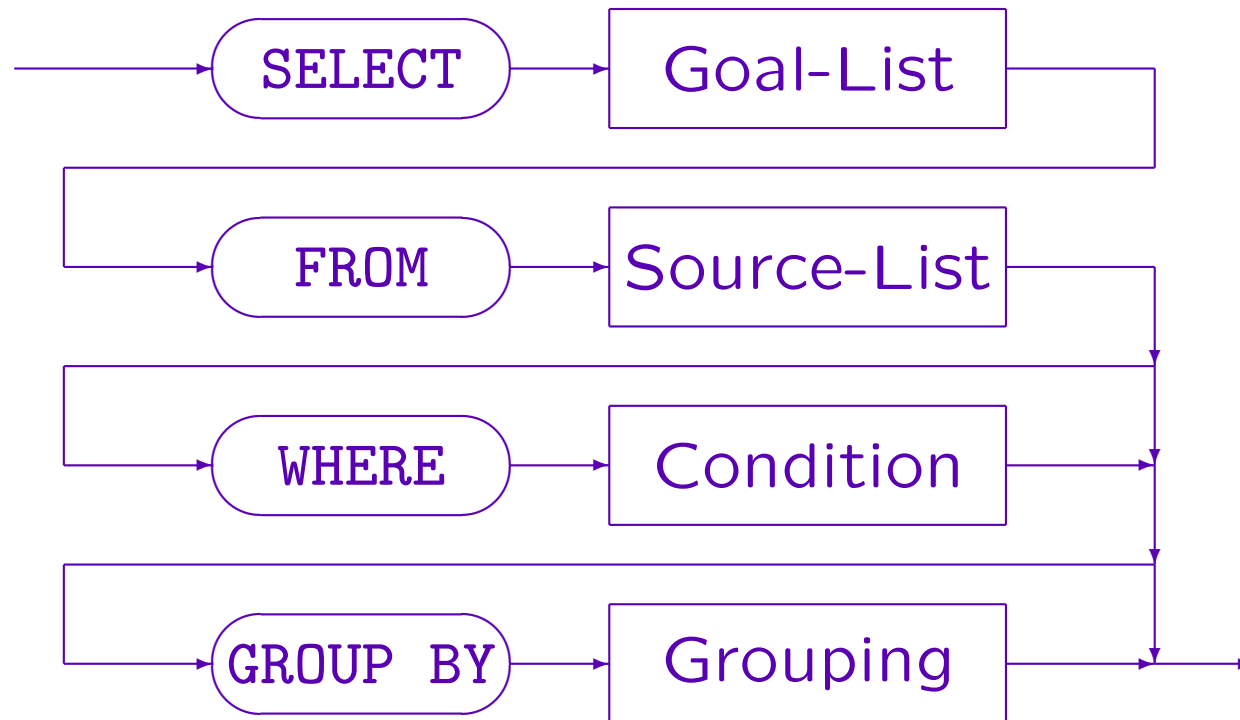 SELECT Goal-List
FROM Source-List
WHERE Condition
GROUP BY Grouping